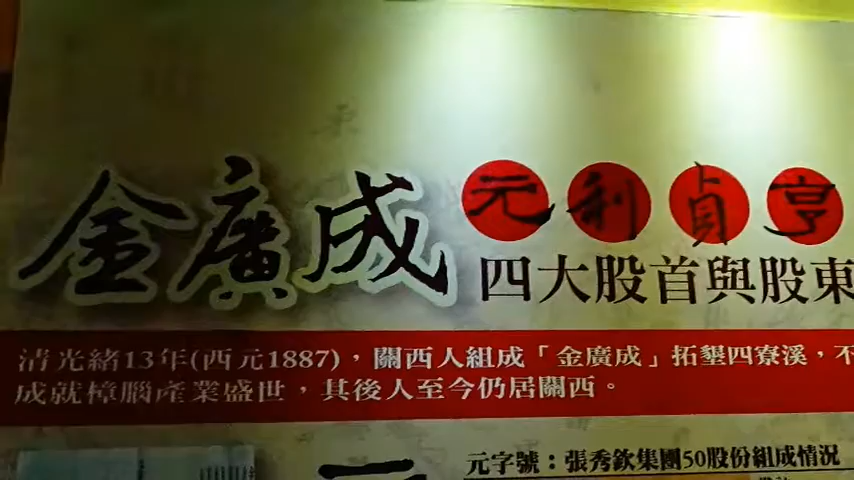 金廣成 元利貞亨
四大股首與股東
清光緒13年(西元1887)，關西人組成「金廣成」拓墾四寮溪，不
成就樟腦產業盛世，其後人至今仍居關西。
元字號：張秀欽集團50股份組成情況